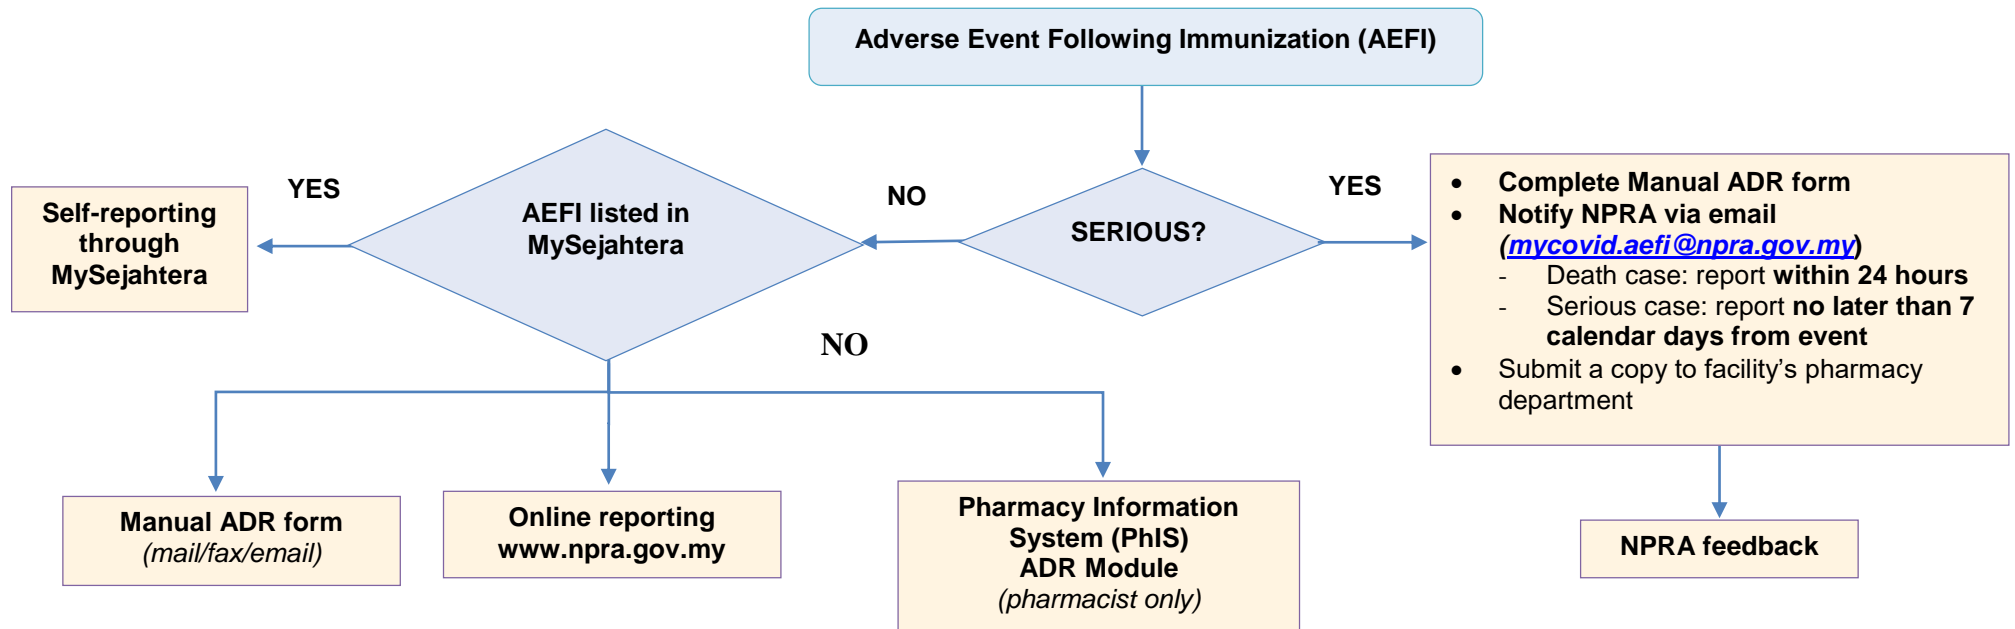 Adverse Event Following Immunization (AEFI)
YES
Self-reporting
through
MySejahtera
AEFI listed in
MySejahtera
NO
SERIOUS?
YES
• Complete Manual ADR form
• Notify NPRA via email
(mycovid.aefi@npra.gov.my)
- Death case: report within 24 hours
- Serious case: report no later than 7
calendar days from event
• Submit a copy to facility's pharmacy
department
NO
Manual ADR form
(mail/fax/email)
Online reporting
www.npra.gov.my
Pharmacy Information
System (PhIS)
ADR Module
(pharmacist only)
NPRA feedback